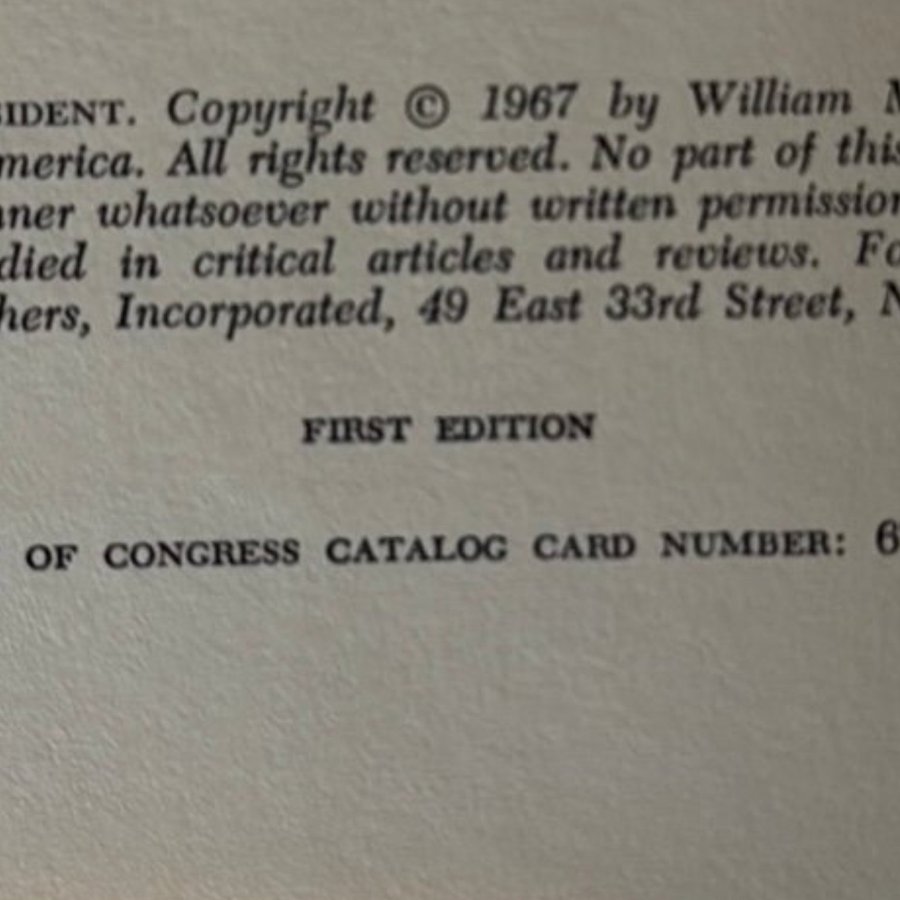 SIDENT. Copyright © 1967 by William M
merica. All rights reserved. No part of this
nner whatsoever without written permission
died in critical articles and reviews. Fo
hers, Incorporated, 49 East 33rd Street, N
FIRST EDITION
OF CONGRESS CATALOG CARD NUMBER: 6